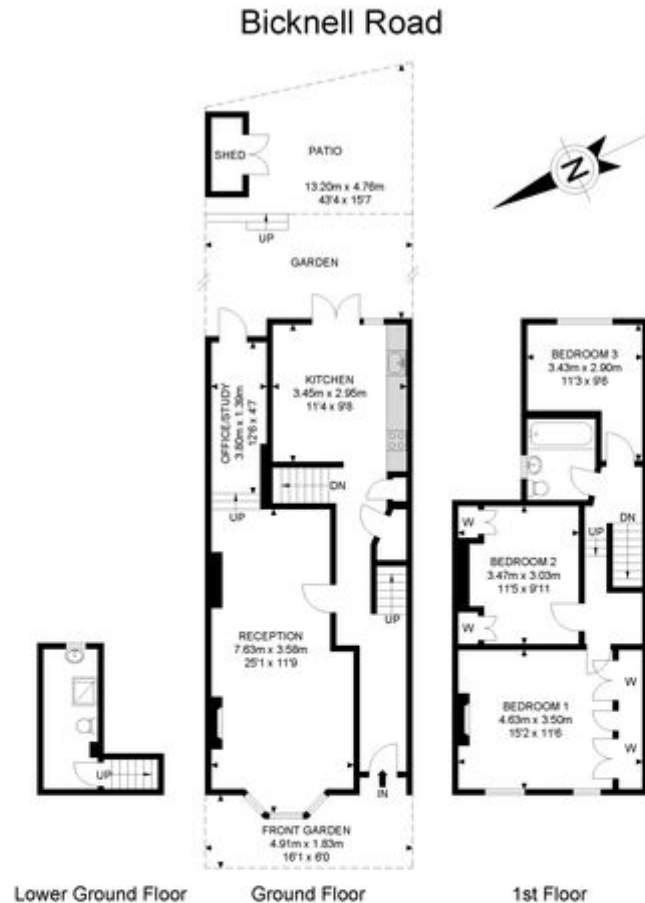 Bicknell Road
SHED
PATIO
13.20m x 4.76m
43'4 x 15'7
UP
GARDEN
N
OFFICE/STUDY
3.80m x 1.39m
12'6 x 4'7
UP
KITCHEN
3.45m x 2.95m
11'4 x 9'8
DN
UP
RECEPTION
7.63m x 3.58m
25'1 x 11'9
IN
FRONT GARDEN
4.91m x 1.83m
16'1 x 6'0
BEDROOM 3
3.43m x 2.90m
11'3 x 9'6
W
BEDROOM 2
3.47m x 3.03m
11'5 x 9'11
W
UP
DN
BEDROOM 1
4.63m x 3.50m
15'2 x 11'6
W
W
UP
Lower Ground Floor
Ground Floor
1st Floor